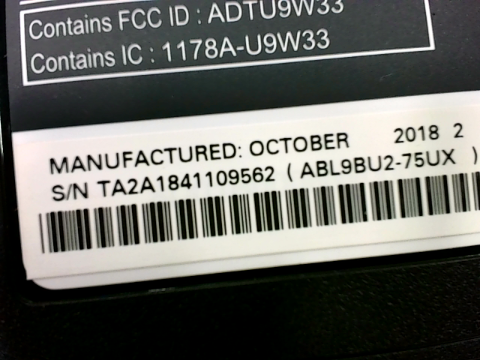 Contains FCC ID : ADTU9W33
Contains IC : 1178A-U9W33
MANUFACTURED: OCTOBER 2018 2
S/N TA2A1841109562 ( ABL9BU2-75UX )